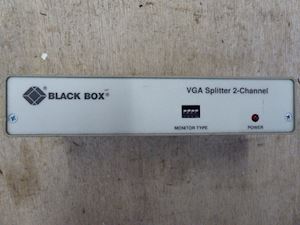 BLACK BOX®
VGA Splitter 2-Channel
MONITOR TYPE
POWER